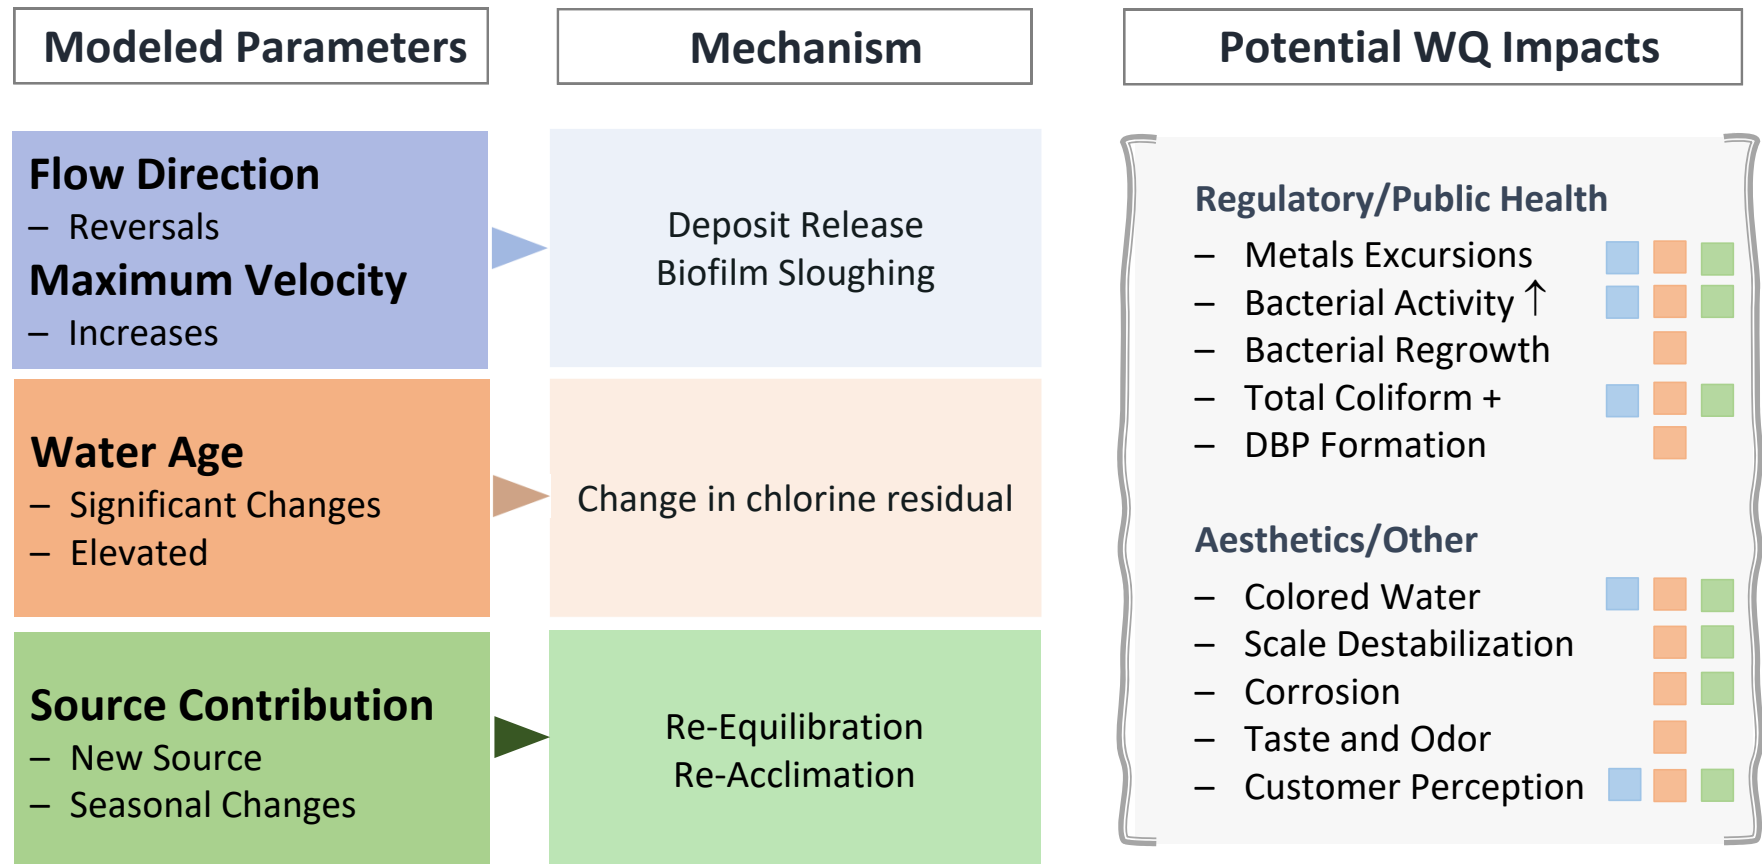 Modeled Parameters
Mechanism
Potential WQ Impacts
Flow Direction
– Reversals
Maximum Velocity
– Increases
Deposit Release
Biofilm Sloughing
Water Age
– Significant Changes
– Elevated
Change in chlorine residual
Source Contribution
– New Source
– Seasonal Changes
Re-Equilibration
Re-Acclimation
Regulatory/Public Health
– Metals Excursions
– Bacterial Activity ↑
– Bacterial Regrowth
– Total Coliform +
– DBP Formation
Aesthetics/Other
– Colored Water
– Scale Destabilization
– Corrosion
– Taste and Odor
– Customer Perception